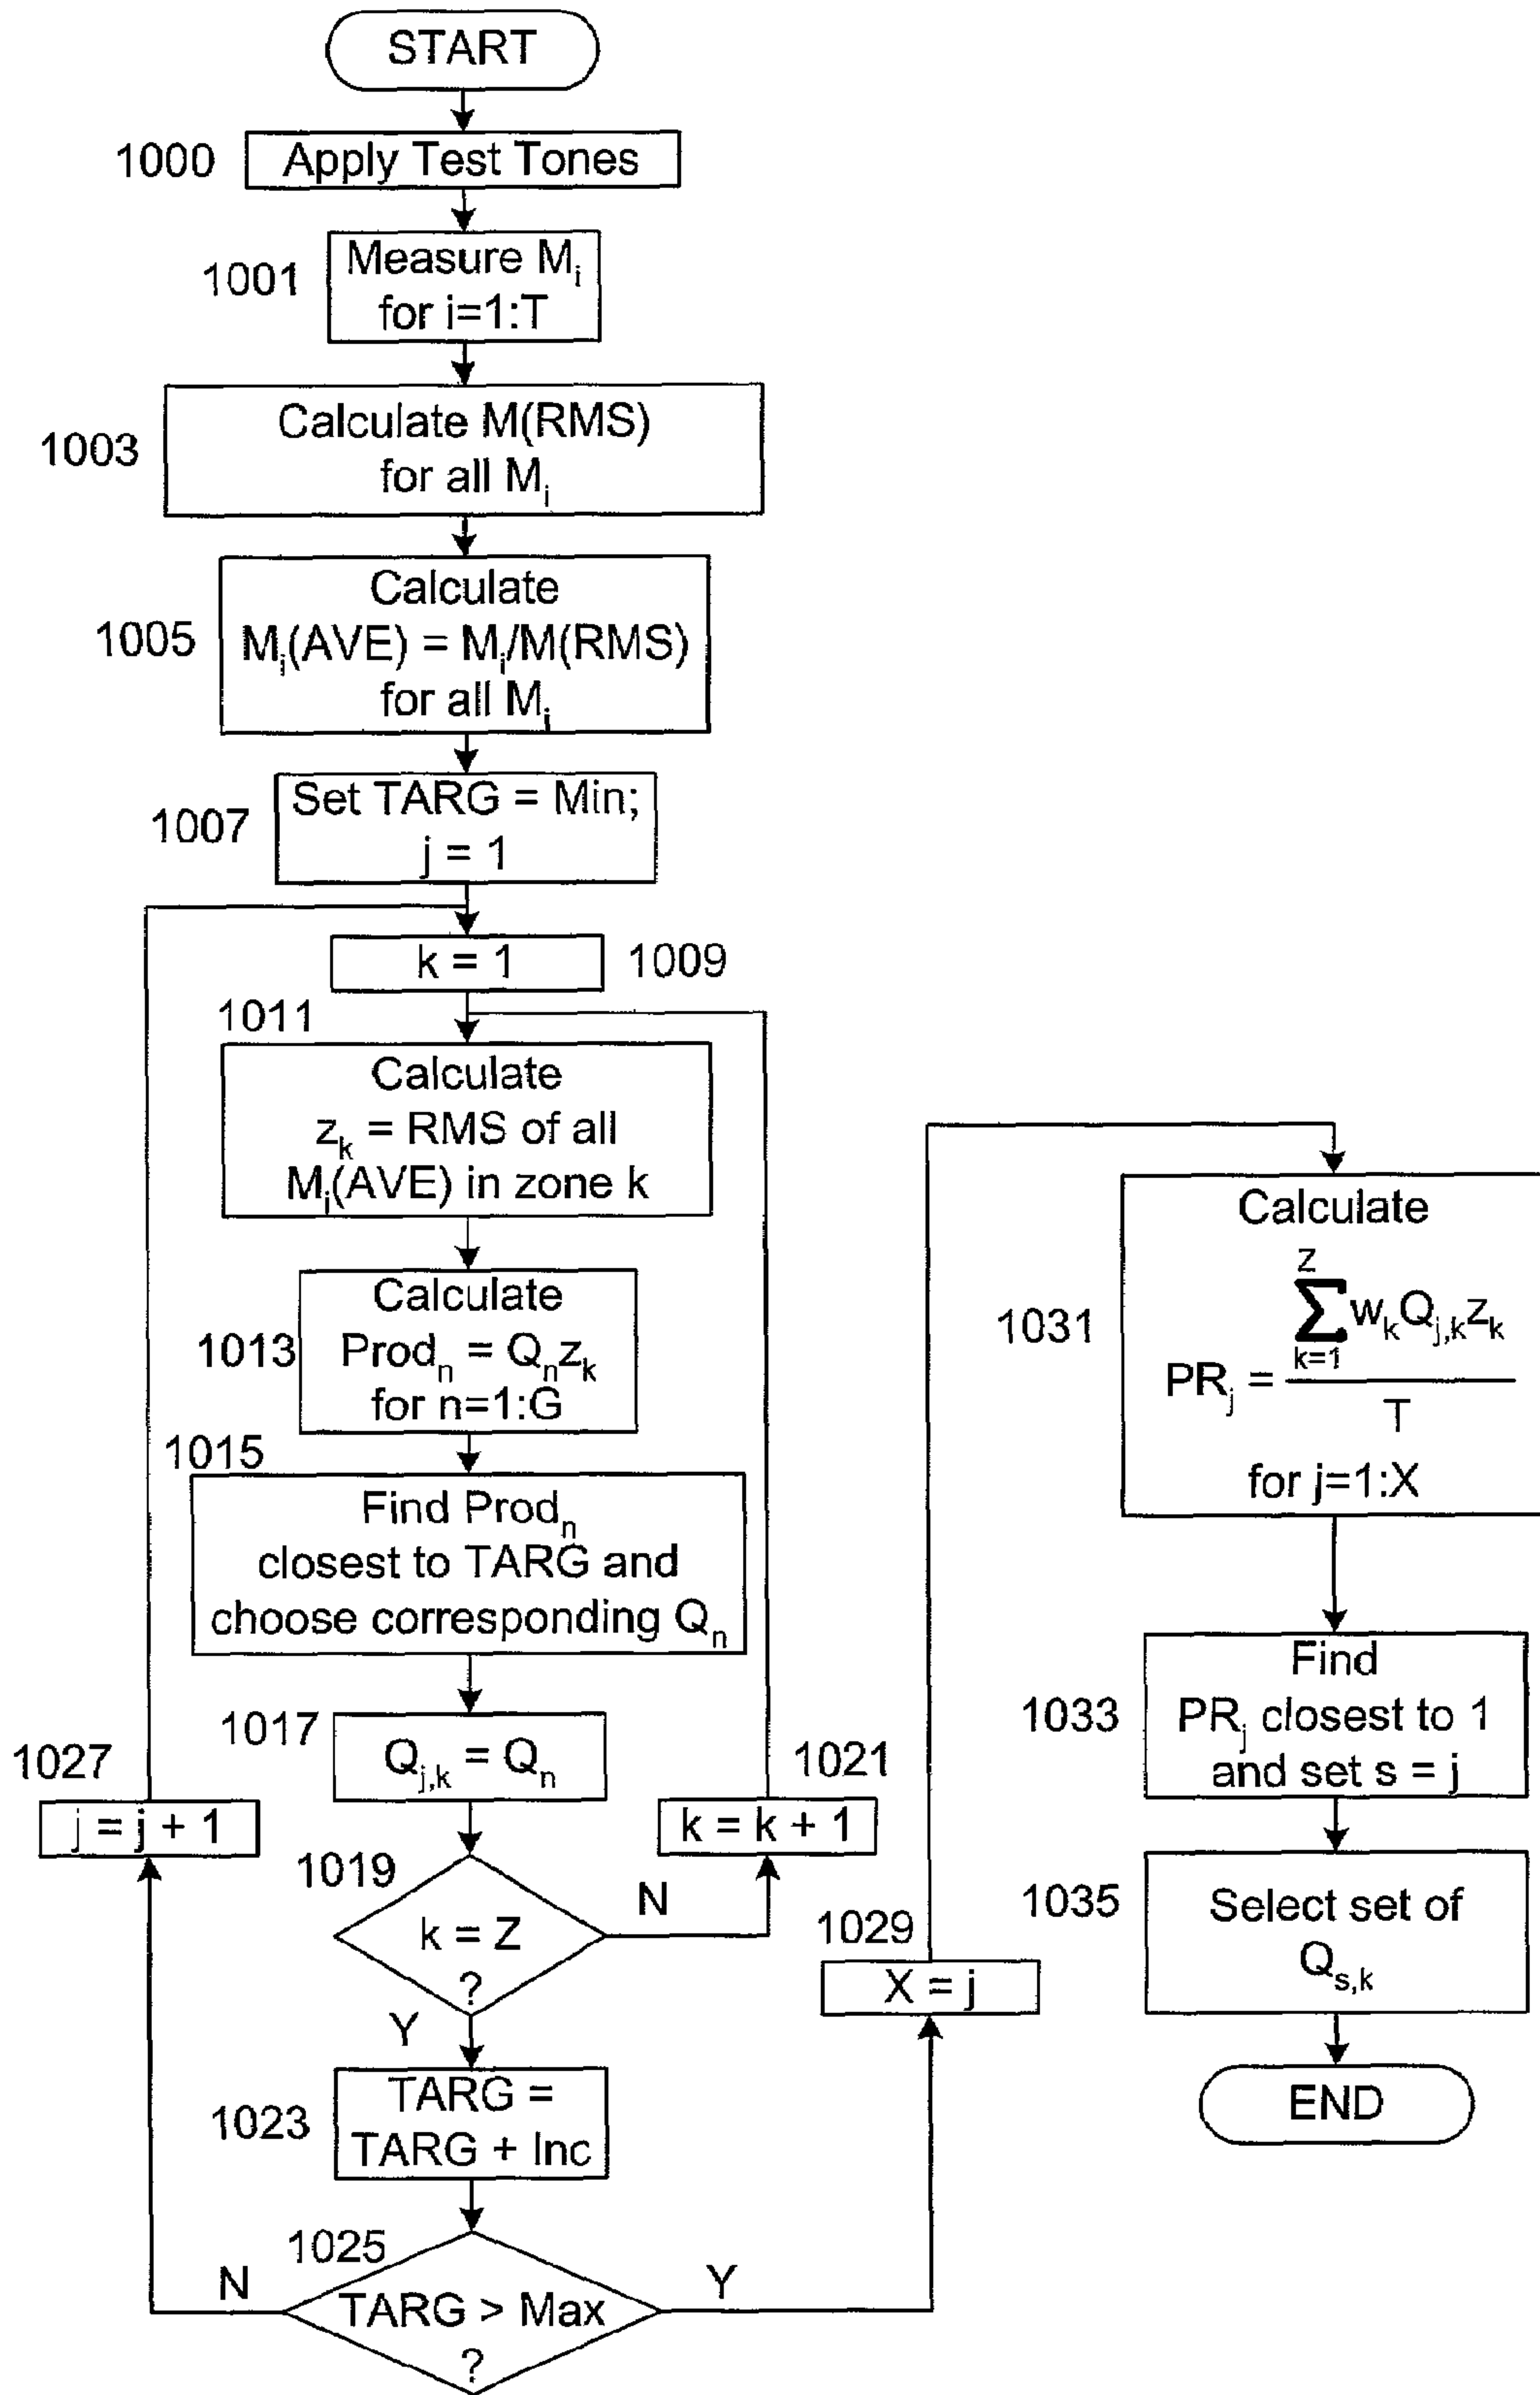 START
1000
Apply Test Tones
1001
Measure Mᵢ
for i=1:T
1003
Calculate M(RMS)
for all Mᵢ
1005
Calculate
Mᵢ(AVE) = Mᵢ/M(RMS)
for all Mᵢ
1007
Set TARG = Min;
j = 1
k = 1
1009
1011
Calculate
zₖ = RMS of all
Mᵢ(AVE) in zone k
1013
Calculate
Prodₙ = Qₙzₖ
for n=1:G
1015
Find Prodₙ
closest to TARG and
choose corresponding Qₙ
1017
Q_{j,k} = Qₙ
1027
j = j + 1
1021
k = k + 1
1019
k = Z
?
N
Y
1023
TARG =
TARG + Inc
1025
TARG > Max
?
N
Y
1029
X = j
1031
Calculate
Z
∑ wₖQ_{j,k}zₖ
k=1
PRⱼ =
T
for j=1:X
1033
Find
PRⱼ closest to 1
and set s = j
1035
Select set of
Q_{s,k}
END